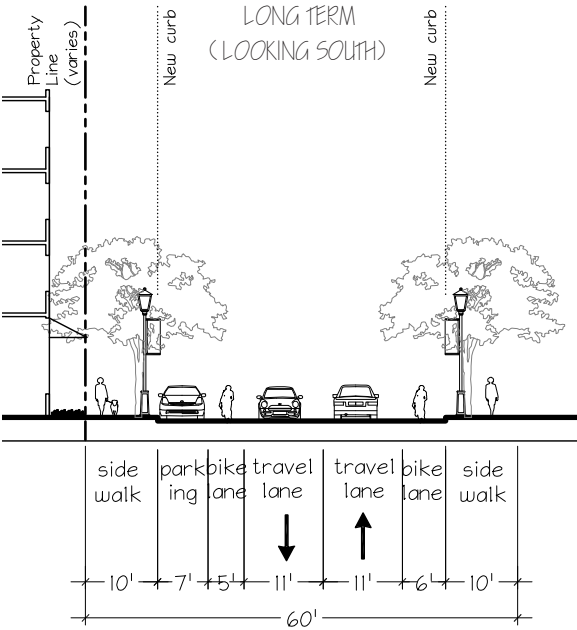 LONG TERM
(LOOKING SOUTH)
Property
Line
(varies)
New curb
New curb
side
walk
park
ing
bike
lane
travel
lane
travel
lane
bike
lane
side
walk
10' 7' 5' 11' 11' 6' 10'
60'